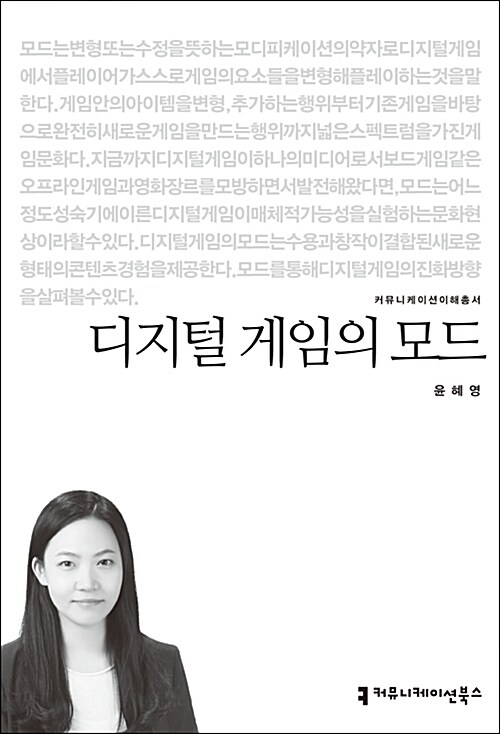 모드는변형또는수정을뜻하는모디피케이션의약자로디지털게임
에서플레이어가스스로게임의요소들을변형해플레이하는것을말
한다.게임안의아이템을변형,추가하는행위부터기존게임을바탕
으로완전히새로운게임을만드는행위까지넓은스펙트럼을가진게
임문화다.지금까지디지털게임이하나의미디어로서보드게임같은
오프라인게임과영화장르를모방하면서발전해왔다면,모드는어느
정도성숙기에이른디지털게임이매체적가능성을실험하는문화현
상이라할수있다.디지털게임의모드는수용과창작이결합된새로운
형태의콘텐츠경험을제공한다.모드를통해디지털게임의진화방향
을살펴볼수있다.
커뮤니케이션이해총서
디지털 게임의 모드
윤혜영
커뮤니케이션북스